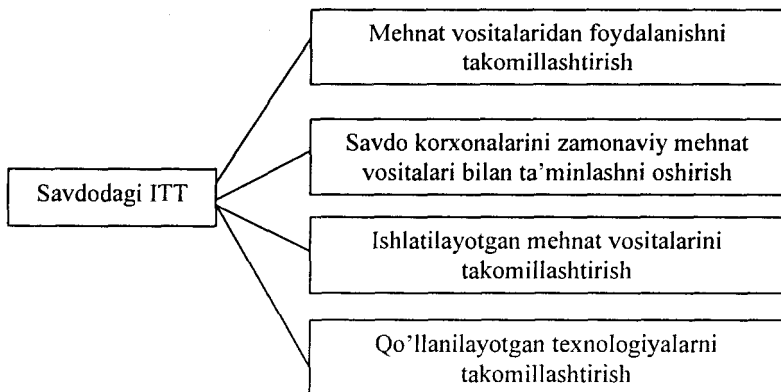 Mehnat vositalaridan foydalanishni
takomillashtirish
Savdo korxonalarini zamonaviy mehnat
vositalari bilan ta'minlashni oshirish
Savdodagi ITT
Ishlatilayotgan mehnat vositalarini
takomillashtirish
Qo'llanilayotgan texnologiyalarni
takomillashtirish